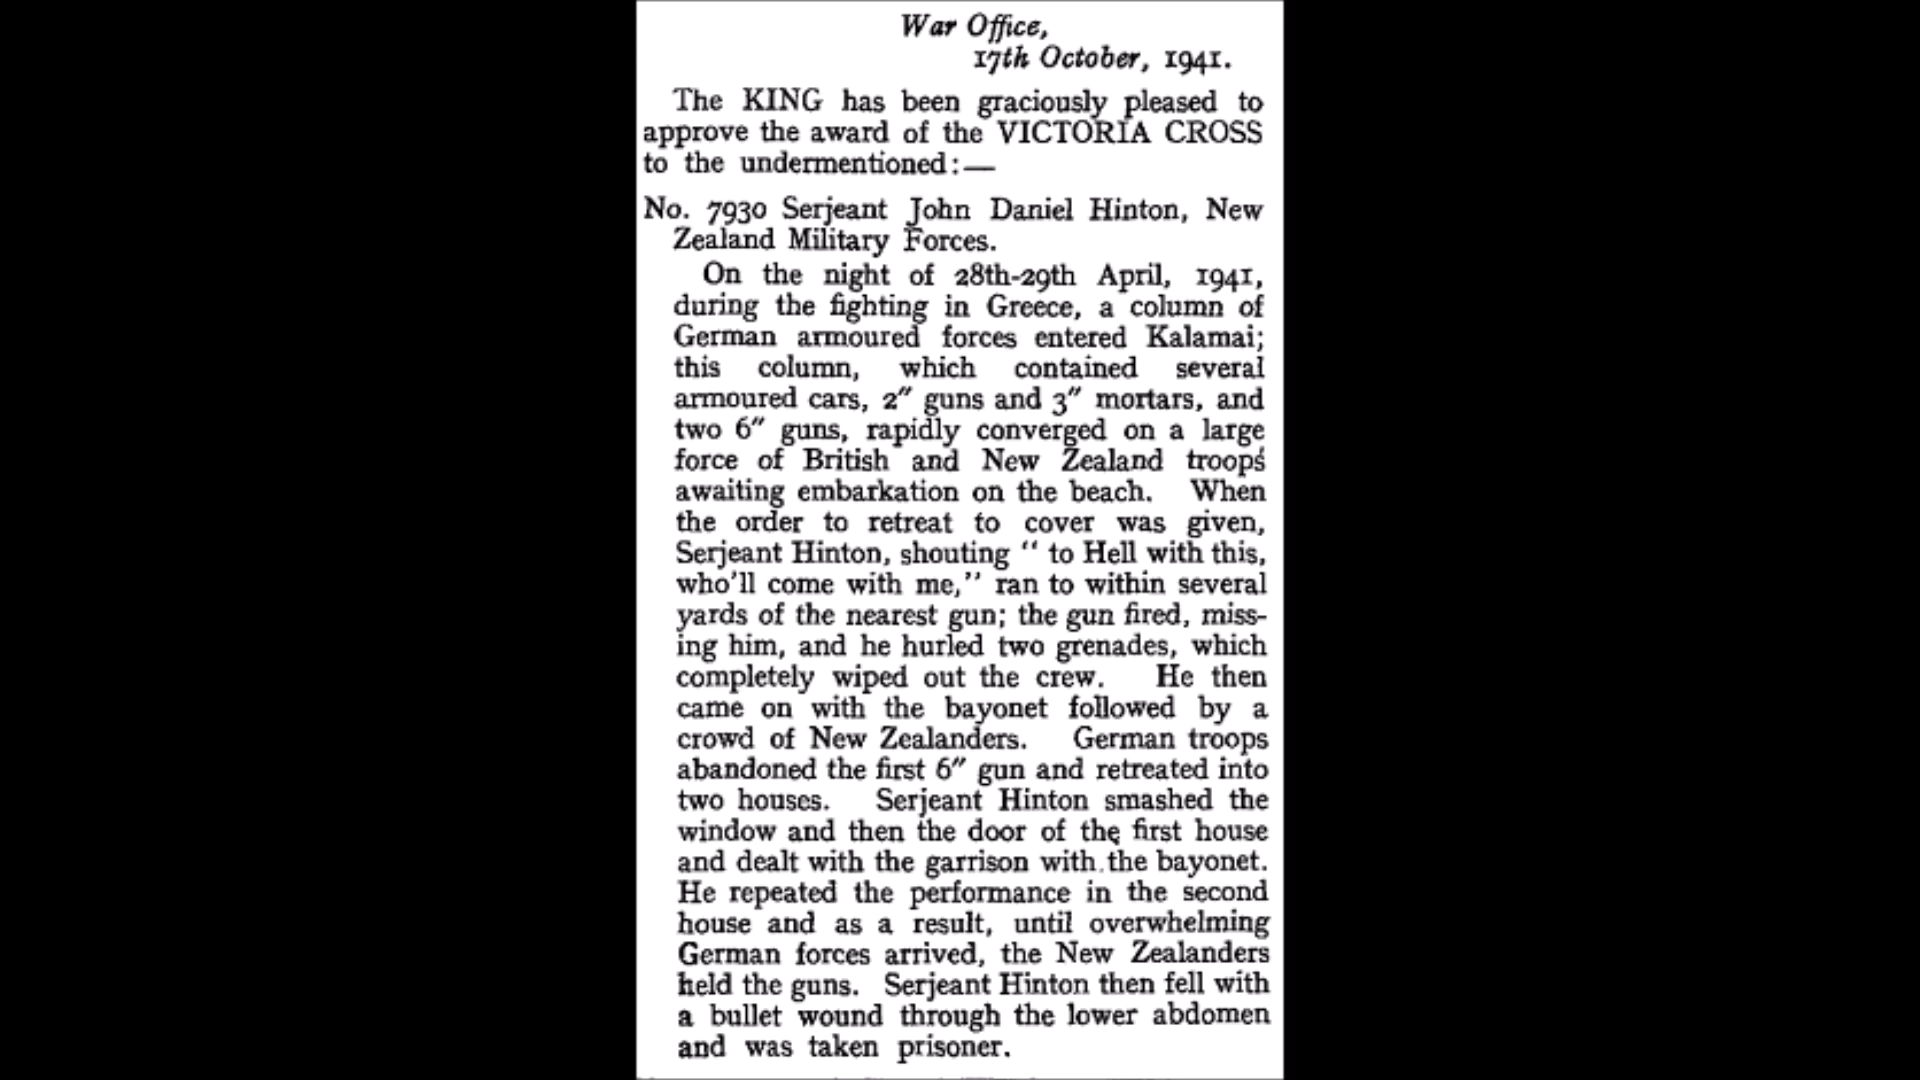 War Office,
17th October, 1941.
The KING has been graciously pleased to
approve the award of the VICTORIA CROSS
to the undermentioned:—
No. 7930 Serjeant John Daniel Hinton, New
Zealand Military Forces.
On the night of 28th-29th April, 1941,
during the fighting in Greece, a column of
German armoured forces entered Kalamai;
this column, which contained several
armoured cars, 2″ guns and 3″ mortars, and
two 6″ guns, rapidly converged on a large
force of British and New Zealand troops
awaiting embarkation on the beach. When
the order to retreat to cover was given,
Serjeant Hinton, shouting “ to Hell with this,
who'll come with me,” ran to within several
yards of the nearest gun; the gun fired, miss-
ing him, and he hurled two grenades, which
completely wiped out the crew. He then
came on with the bayonet followed by a
crowd of New Zealanders. German troops
abandoned the first 6″ gun and retreated into
two houses. Serjeant Hinton smashed the
window and then the door of the first house
and dealt with the garrison with the bayonet.
He repeated the performance in the second
house and as a result, until overwhelming
German forces arrived, the New Zealanders
held the guns. Serjeant Hinton then fell with
a bullet wound through the lower abdomen
and was taken prisoner.